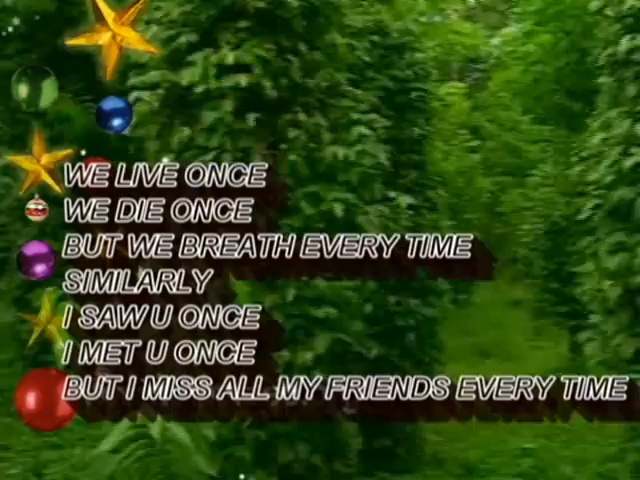 WE LIVE ONCE
WE DIE ONCE
BUT WE BREATH EVERY TIME
SIMILARLY
I SAW U ONCE
I MET U ONCE
BUT I MISS ALL MY FRIENDS EVERY TIME